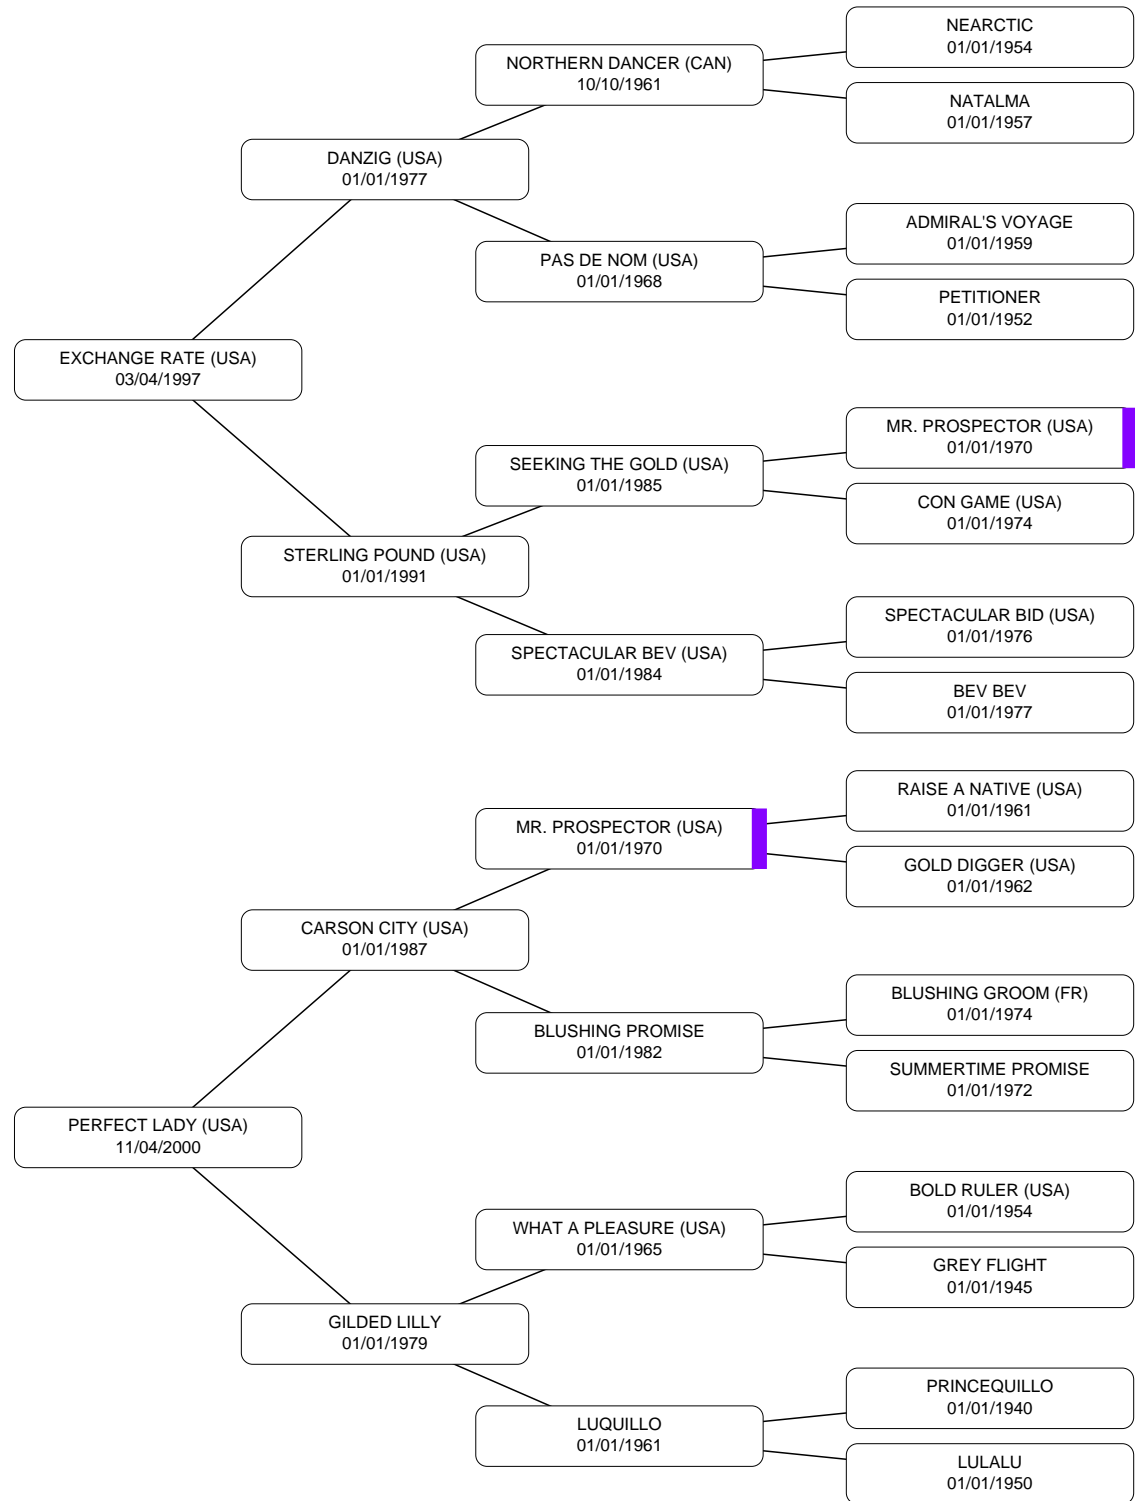 NEARCTIC
01/01/1954
NORTHERN DANCER (CAN)
10/10/1961
NATALMA
01/01/1957
DANZIG (USA)
01/01/1977
ADMIRAL'S VOYAGE
01/01/1959
PAS DE NOM (USA)
01/01/1968
PETITIONER
01/01/1952
EXCHANGE RATE (USA)
03/04/1997
MR. PROSPECTOR (USA)
01/01/1970
SEEKING THE GOLD (USA)
01/01/1985
CON GAME (USA)
01/01/1974
STERLING POUND (USA)
01/01/1991
SPECTACULAR BID (USA)
01/01/1976
SPECTACULAR BEV (USA)
01/01/1984
BEV BEV
01/01/1977
RAISE A NATIVE (USA)
01/01/1961
MR. PROSPECTOR (USA)
01/01/1970
GOLD DIGGER (USA)
01/01/1962
CARSON CITY (USA)
01/01/1987
BLUSHING GROOM (FR)
01/01/1974
BLUSHING PROMISE
01/01/1982
SUMMERTIME PROMISE
01/01/1972
PERFECT LADY (USA)
11/04/2000
BOLD RULER (USA)
01/01/1954
WHAT A PLEASURE (USA)
01/01/1965
GREY FLIGHT
01/01/1945
GILDED LILLY
01/01/1979
PRINCEQUILLO
01/01/1940
LUQUILLO
01/01/1961
LULALU
01/01/1950